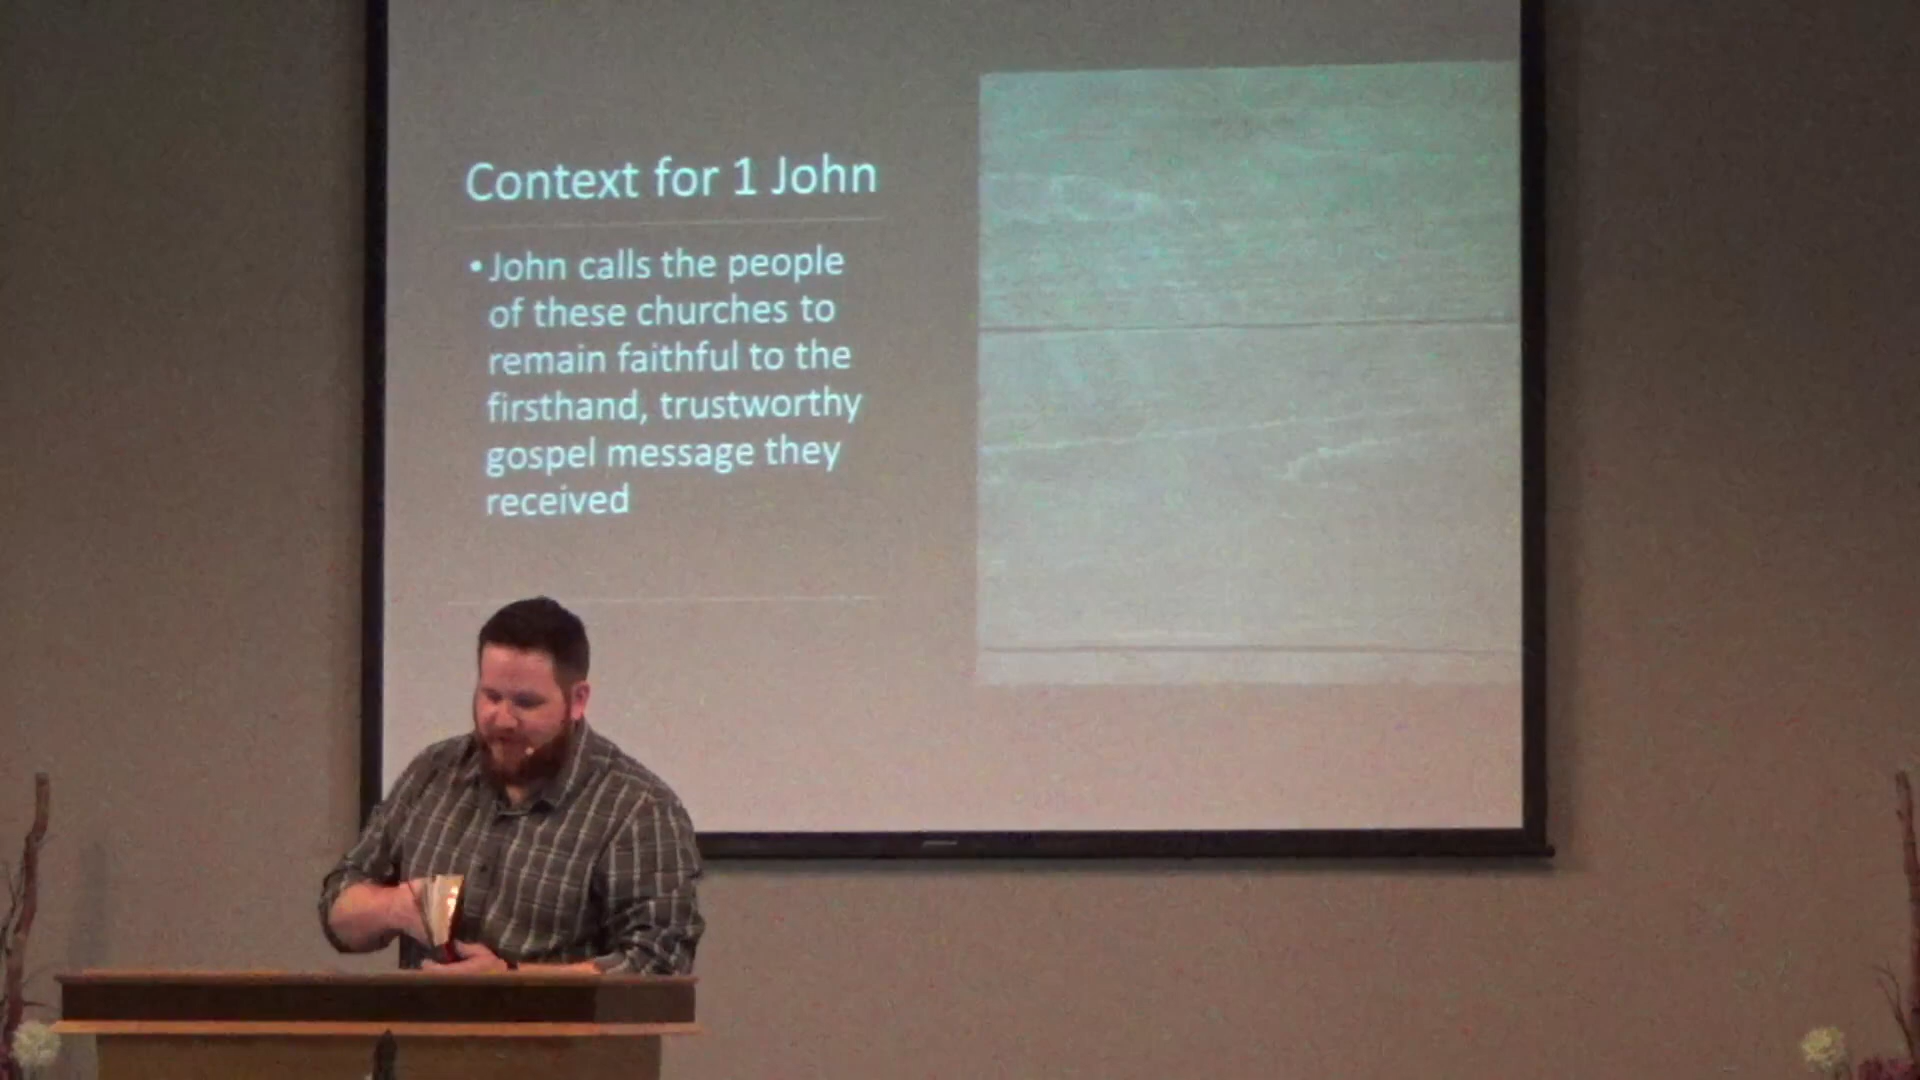 Context for 1 John
• John calls the people
of these churches to
remain faithful to the
firsthand, trustworthy
gospel message they
received